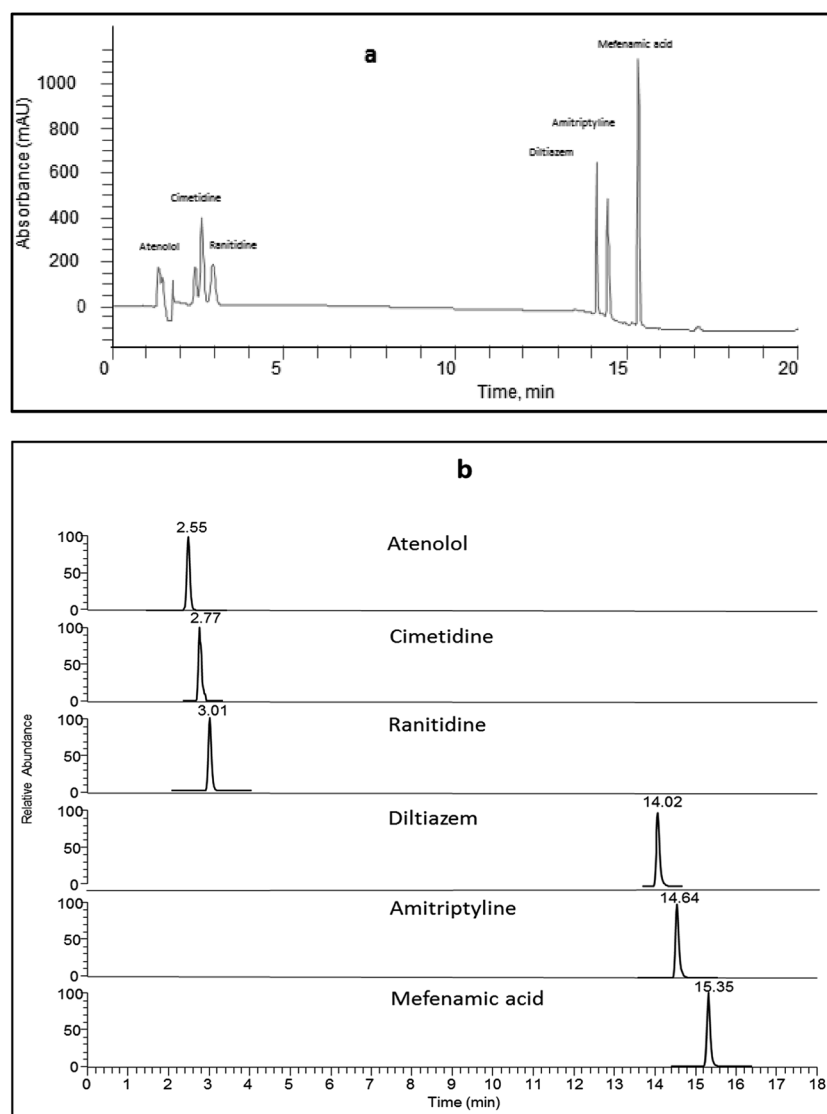 a
Absorbance (mAU)
1000
800
600
400
200
0
Atenolol
Cimetidine
Ranitidine
Diltiazem
Amitriptyline
Mefenamic acid
0 5 10 15 20
Time, min
b
Relative Abundance
2.55
Atenolol
100
50
0
2.77
Cimetidine
100
50
0
3.01
Ranitidine
100
50
0
14.02
Diltiazem
100
50
0
14.64
Amitriptyline
100
50
0
15.35
Mefenamic acid
100
50
0
0 1 2 3 4 5 6 7 8 9 10 11 12 13 14 15 16 17 18
Time (min)